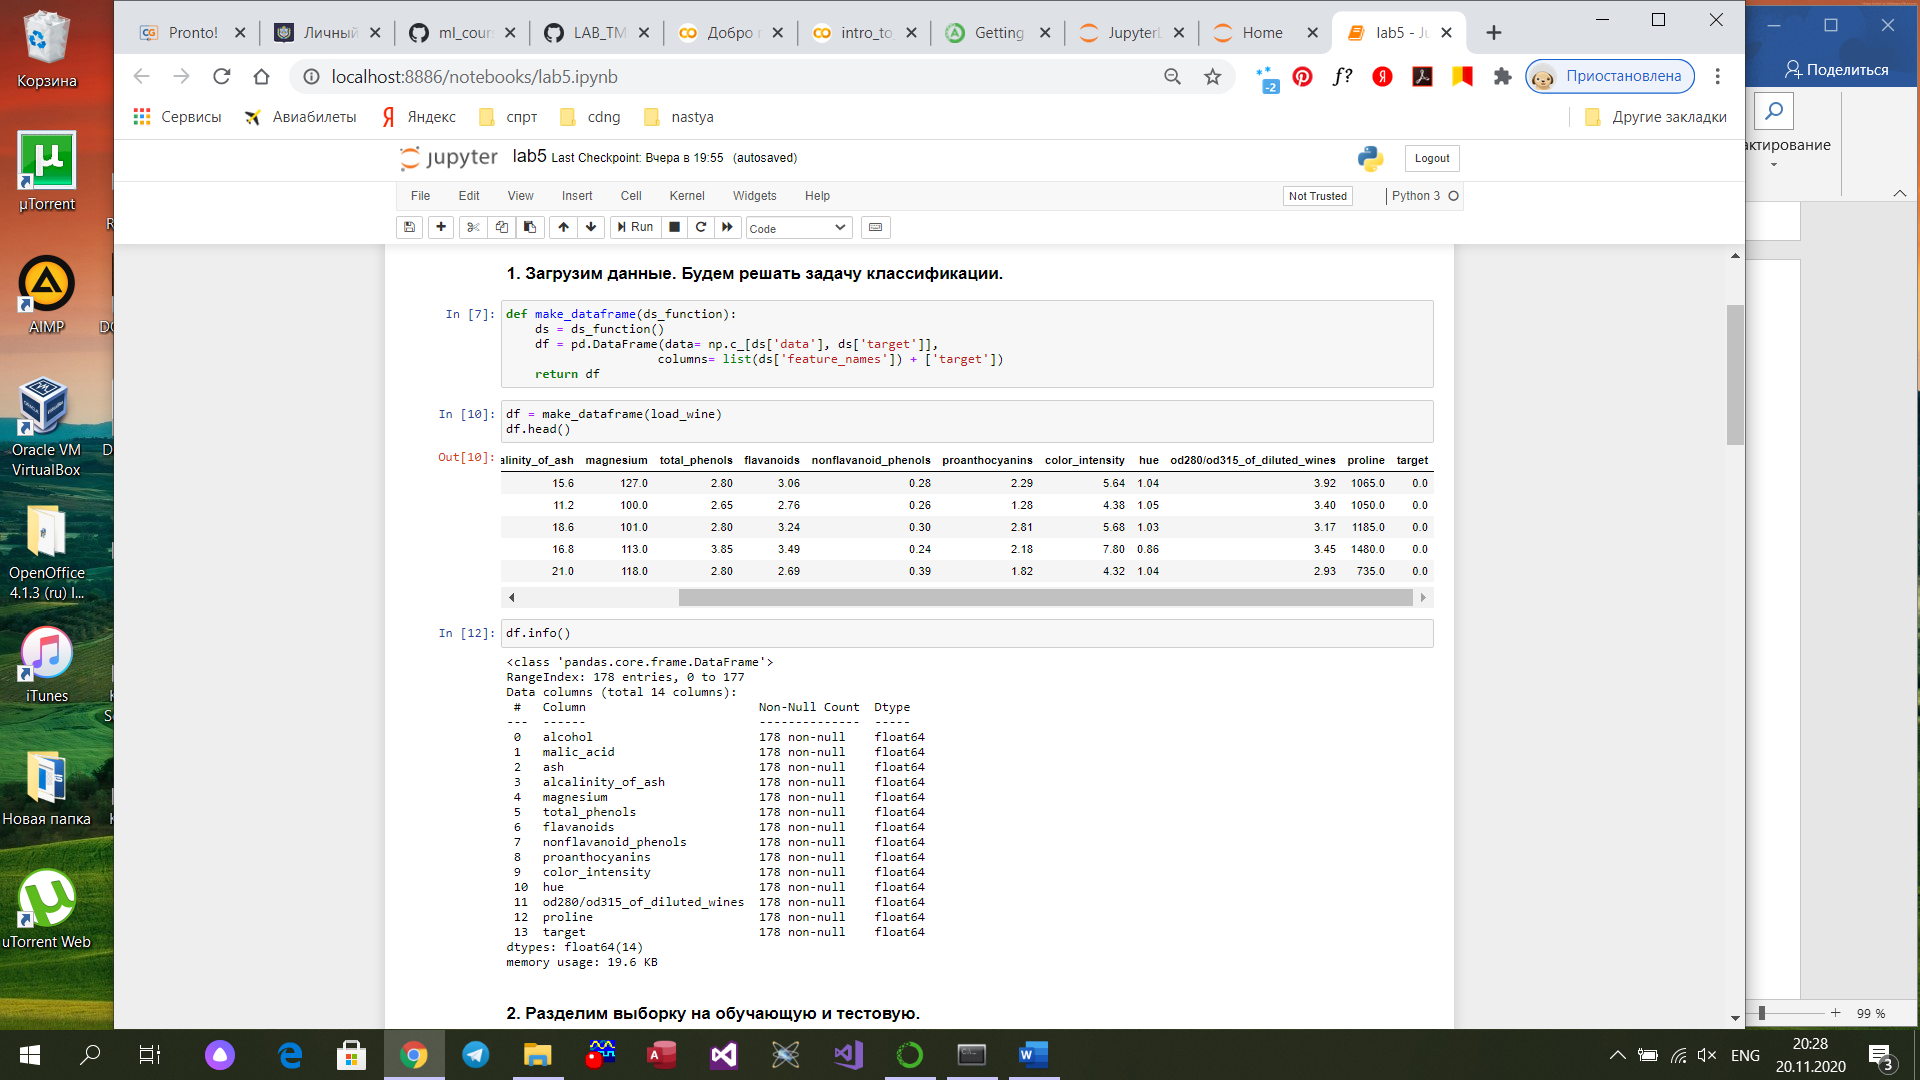 Pronto!
Личный
ml_cour
LAB_TM
Добро
intro_to
Getting
Jupyter
Home
lab5 - Ju
localhost:8886/notebooks/lab5.ipynb
-2
f?
Приостановлена
Сервисы
Авиабилеты
Яндекс
спрт
cdng
nastya
Другие закладки
Поделиться
актирование
Корзина
µTorrent
AIMP
Oracle VM
VirtualBox
OpenOffice
4.1.3 (ru) I...
iTunes
Новая папка
uTorrent Web
jupyter lab5 Last Checkpoint: Вчера в 19:55 (autosaved)
Logout
File Edit View Insert Cell Kernel Widgets Help
Not Trusted
Python 3
Run
Code
1. Загрузим данные. Будем решать задачу классификации.
In [7]:
def make_dataframe(ds_function):
ds = ds_function()
df = pd.DataFrame(data= np.c_[ds['data'], ds['target']],
columns= list(ds['feature_names']) + ['target'])
return df
In [10]:
df = make_dataframe(load_wine)
df.head()
Out[10]:
alinity_of_ash magnesium total_phenols flavanoids nonflavanoid_phenols proanthocyanins color_intensity hue od280/od315_of_diluted_wines proline target
15.6 127.0 2.80 3.06 0.28 2.29 5.64 1.04 3.92 1065.0 0.0
11.2 100.0 2.65 2.76 0.26 1.28 4.38 1.05 3.40 1050.0 0.0
18.6 101.0 2.80 3.24 0.30 2.81 5.68 1.03 3.17 1185.0 0.0
16.8 113.0 3.85 3.49 0.24 2.18 7.80 0.86 3.45 1480.0 0.0
21.0 118.0 2.80 2.69 0.39 1.82 4.32 1.04 2.93 735.0 0.0
In [12]:
df.info()
<class 'pandas.core.frame.DataFrame'>
RangeIndex: 178 entries, 0 to 177
Data columns (total 14 columns):
# Column Non-Null Count Dtype
--- ------ -------------- -----
0 alcohol 178 non-null float64
1 malic_acid 178 non-null float64
2 ash 178 non-null float64
3 alcalinity_of_ash 178 non-null float64
4 magnesium 178 non-null float64
5 total_phenols 178 non-null float64
6 flavanoids 178 non-null float64
7 nonflavanoid_phenols 178 non-null float64
8 proanthocyanins 178 non-null float64
9 color_intensity 178 non-null float64
10 hue 178 non-null float64
11 od280/od315_of_diluted_wines 178 non-null float64
12 proline 178 non-null float64
13 target 178 non-null float64
dtypes: float64(14)
memory usage: 19.6 KB
2. Разделим выборку на обучающую и тестовую.
99 %
ENG
20:28
20.11.2020
3